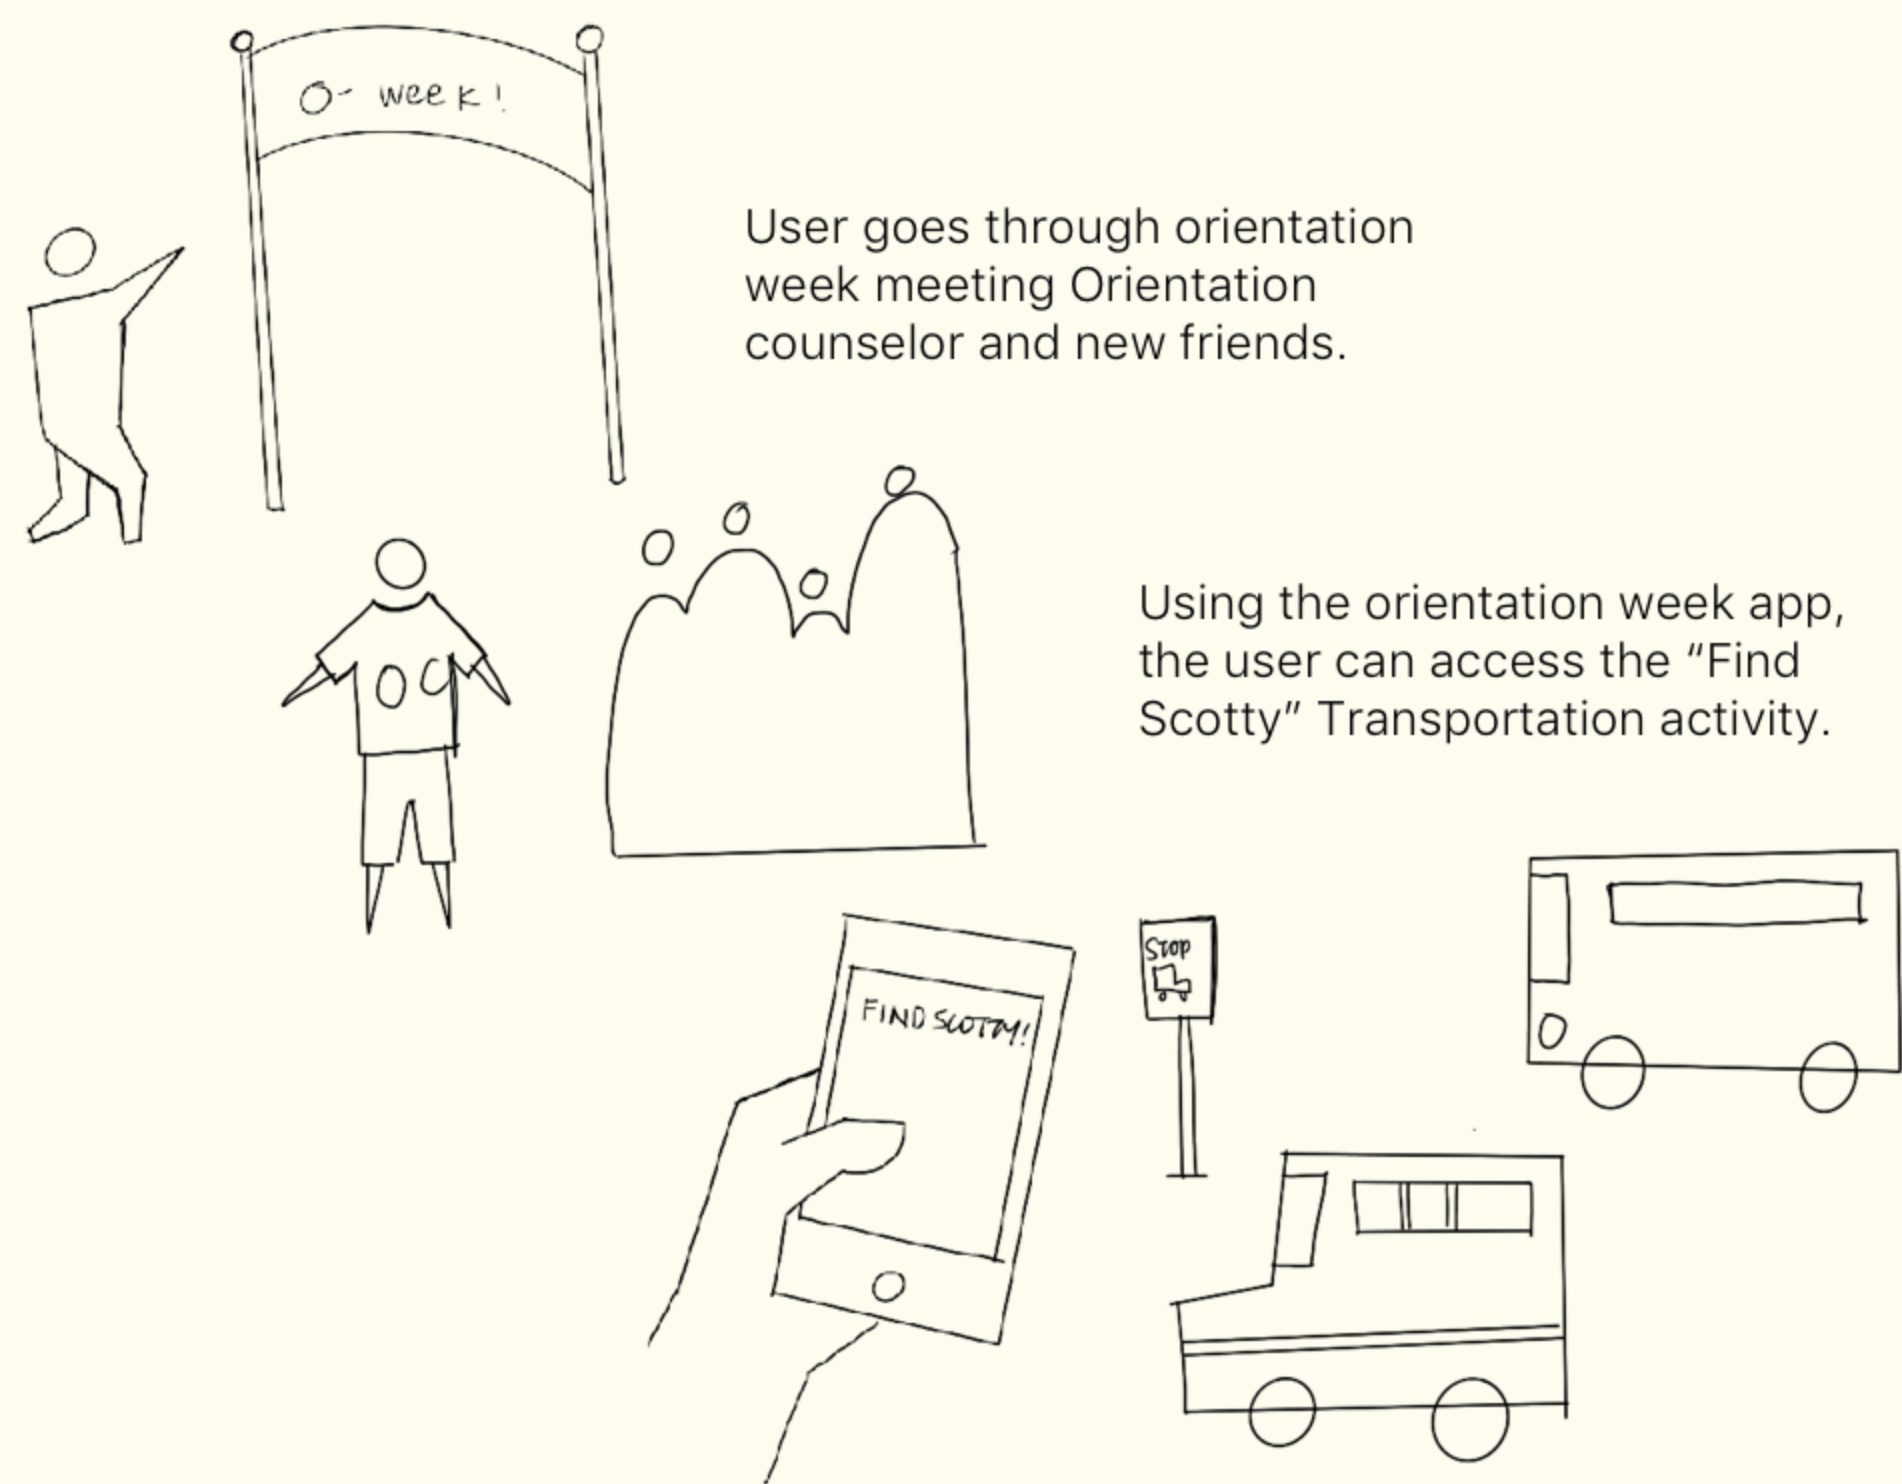 O- week!
User goes through orientation
week meeting Orientation
counselor and new friends.
OC
Using the orientation week app,
the user can access the “Find
Scotty” Transportation activity.
FIND SCOTTY!
Stop